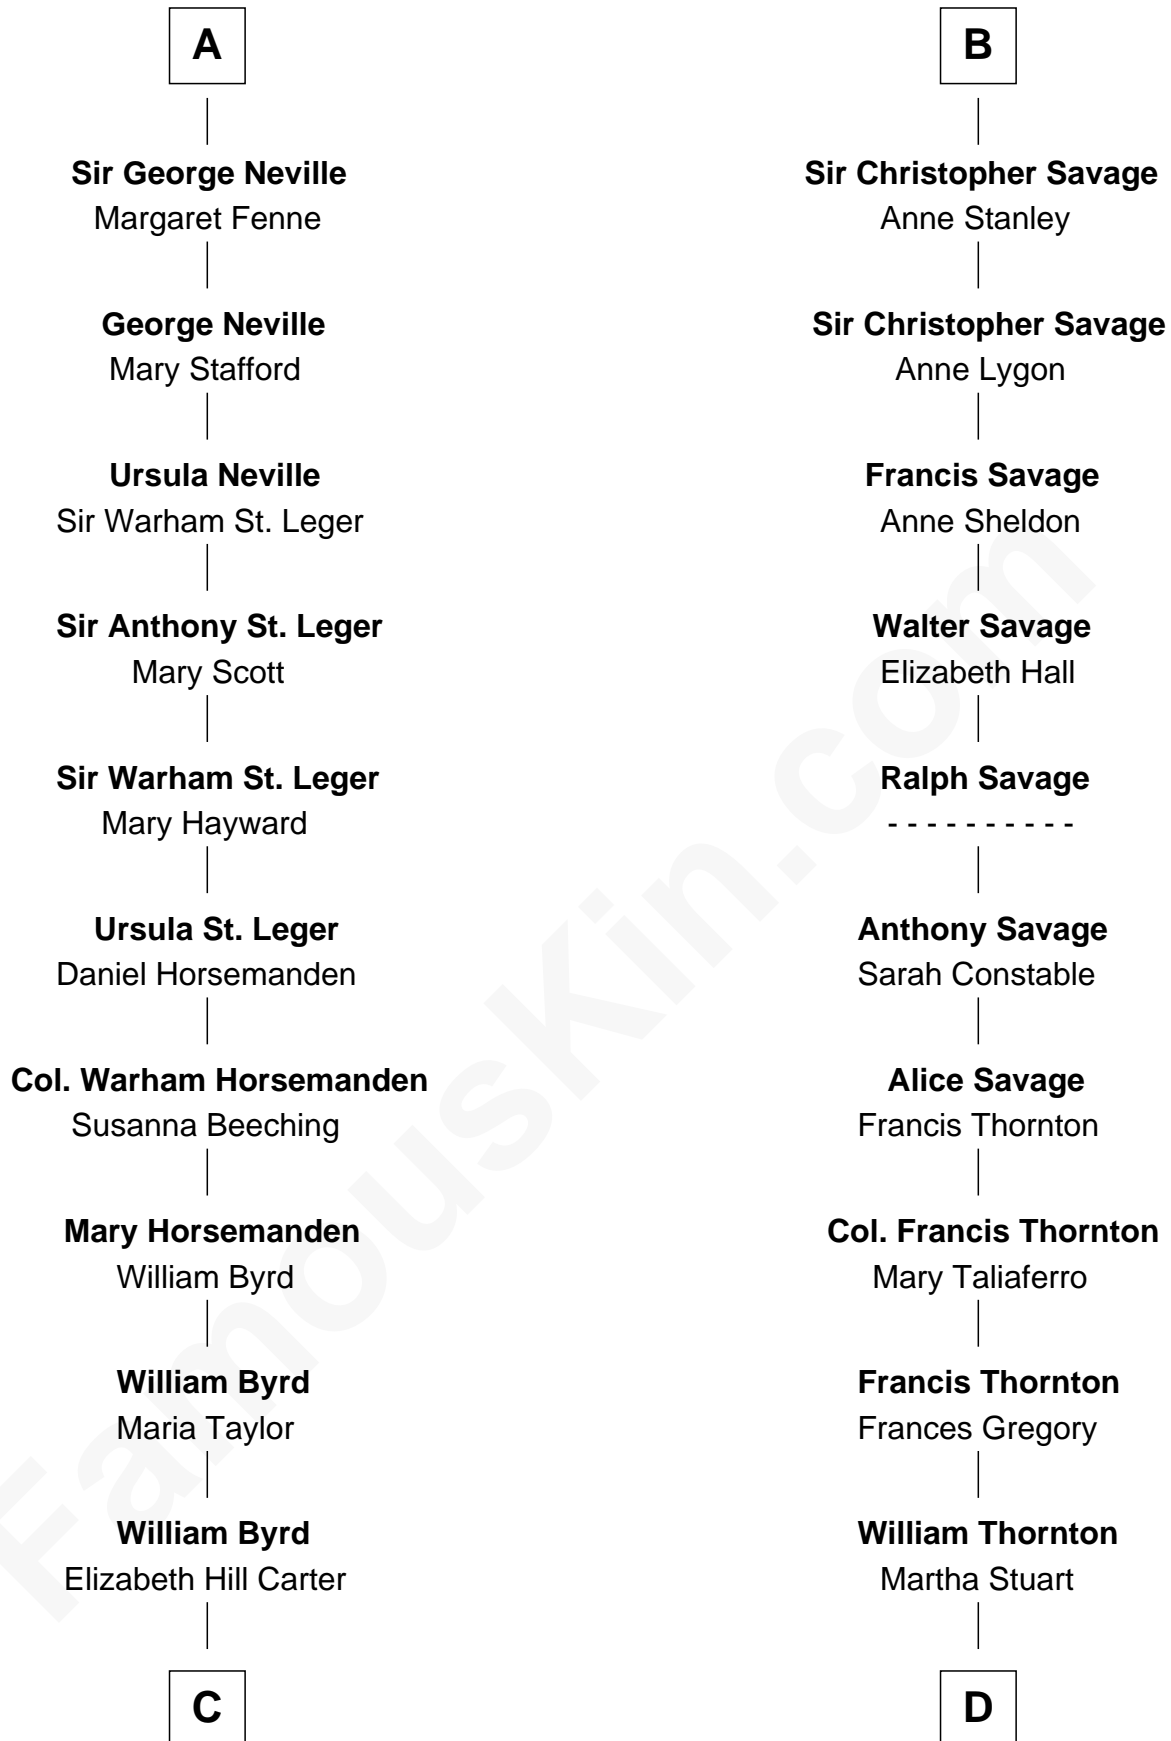 A
Sir George Neville
Margaret Fenne
George Neville
Mary Stafford
Ursula Neville
Sir Warham St. Leger
Sir Anthony St. Leger
Mary Scott
Sir Warham St. Leger
Mary Hayward
Ursula St. Leger
Daniel Horsemanden
Col. Warham Horsemanden
Susanna Beeching
Mary Horsemanden
William Byrd
William Byrd
Maria Taylor
William Byrd
Elizabeth Hill Carter
C
B
Sir Christopher Savage
Anne Stanley
Sir Christopher Savage
Anne Lygon
Francis Savage
Anne Sheldon
Walter Savage
Elizabeth Hall
Ralph Savage
- - - - - - - - - -
Anthony Savage
Sarah Constable
Alice Savage
Francis Thornton
Col. Francis Thornton
Mary Taliaferro
Francis Thornton
Frances Gregory
William Thornton
Martha Stuart
D
FamousKin.com